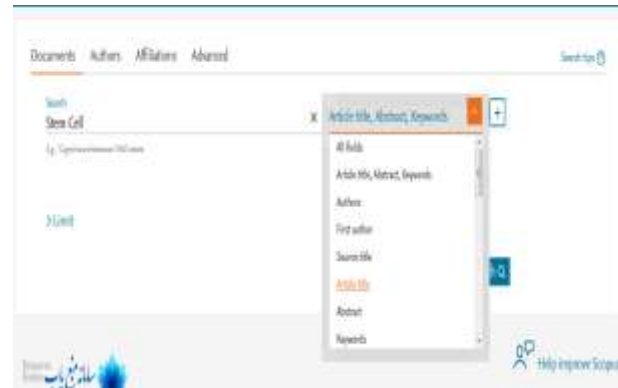 Documents Authors Affiliations Advanced
Search tips
Search
Stem Cell
X
Article title, Abstract, Keywords
+
All fields
Article title, Abstract, Keywords
Authors
First author
Source title
Article title
Abstract
Keywords
Limit
Help improve Scopus